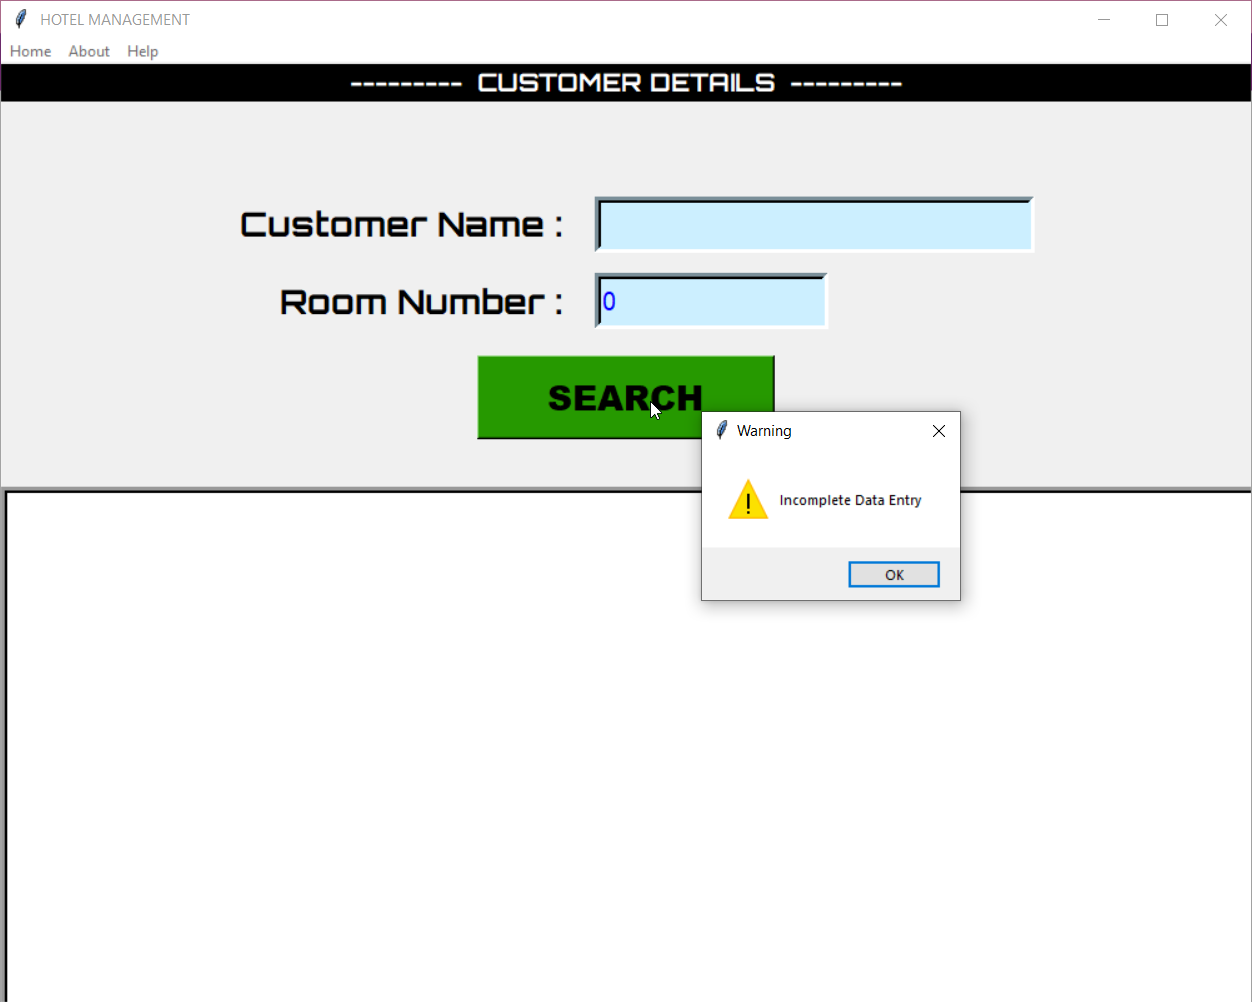 HOTEL MANAGEMENT
Home About Help
--------- CUSTOMER DETAILS ---------
Customer Name :
Room Number : 0
SEARCH
Warning
Incomplete Data Entry
OK